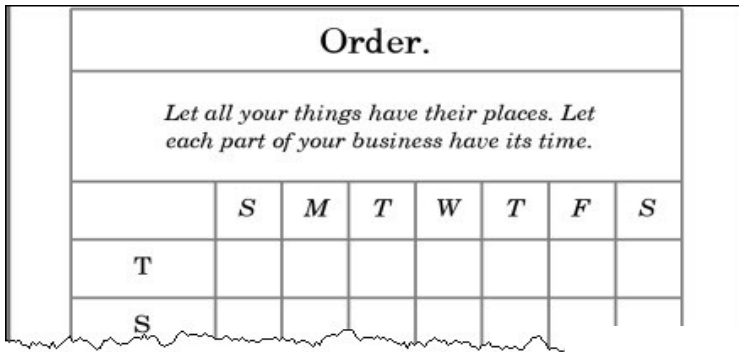 Order.
Let all your things have their places. Let
each part of your business have its time.
S M T W T F S
T
S